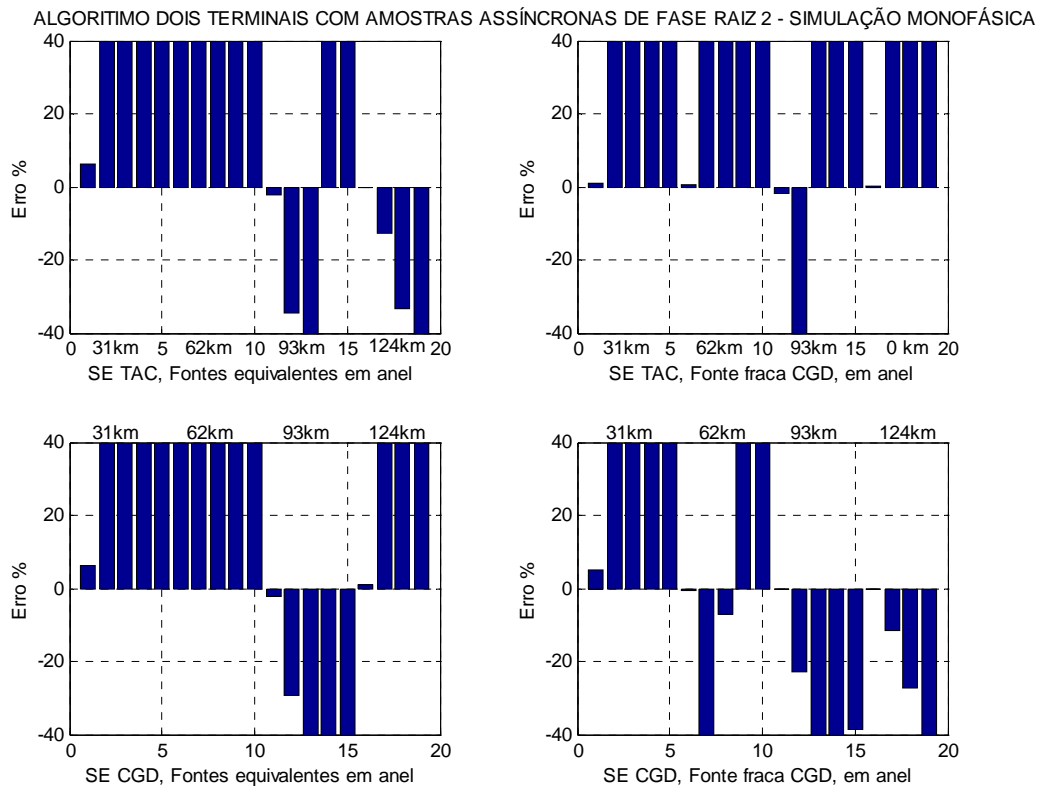 ALGORITIMO DOIS TERMINAIS COM AMOSTRAS ASSÍNCRONAS DE FASE RAIZ 2 - SIMULAÇÃO MONOFÁSICA
40
20
0
-20
-40
Erro %
0 31km 5 62km 10 93km 15 124km 20
SE TAC, Fontes equivalentes em anel
40
20
0
-20
-40
Erro %
0 31km 5 62km 10 93km 15 0 km 20
SE TAC, Fonte fraca CGD, em anel
31km 62km 93km 124km
40
20
0
-20
-40
Erro %
0 5 10 15 20
SE CGD, Fontes equivalentes em anel
31km 62km 93km 124km
40
20
0
-20
-40
Erro %
0 5 10 15 20
SE CGD, Fonte fraca CGD, em anel